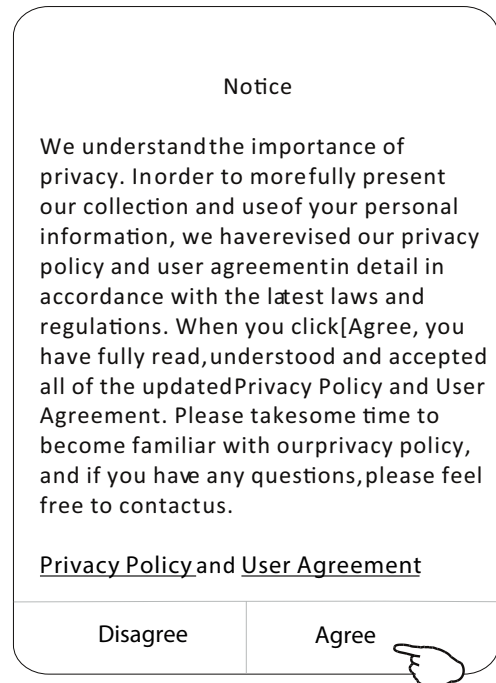 Notice
We understand the importance of
privacy. Inorder to morefully present
our collection and useof your personal
information, we haverevised our privacy
policy and user agreementin detail in
accordance with the latest laws and
regulations. When you click[Agree, you
have fully read,understood and accepted
all of the updatedPrivacy Policy and User
Agreement. Please takesome time to
become familiar with ourprivacy policy,
and if you have any questions,please feel
free to contactus.
Privacy Policy and User Agreement
Disagree
Agree